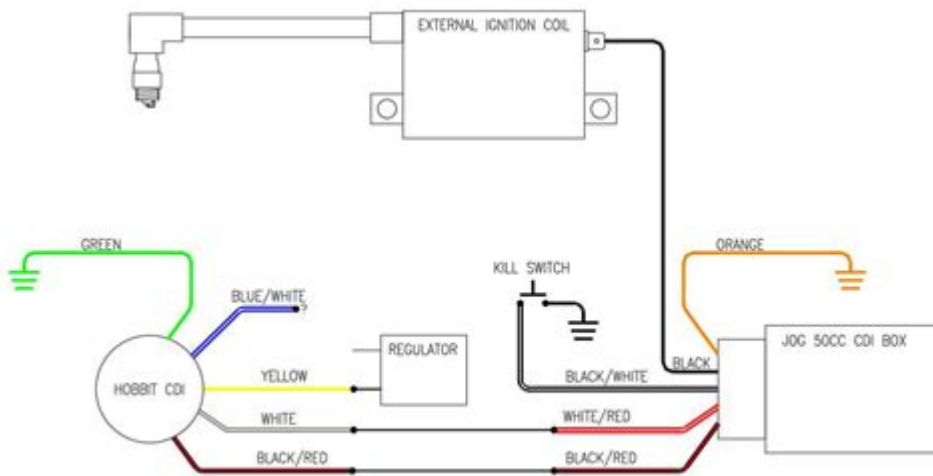 EXTERNAL IGNITION COIL
GREEN
ORANGE
KILL SWITCH
BLUE/WHITE
?
REGULATOR
JOG 50CC CDI BOX
BLACK
YELLOW
BLACK/WHITE
HOBBIT CDI
WHITE
WHITE/RED
BLACK/RED
BLACK/RED